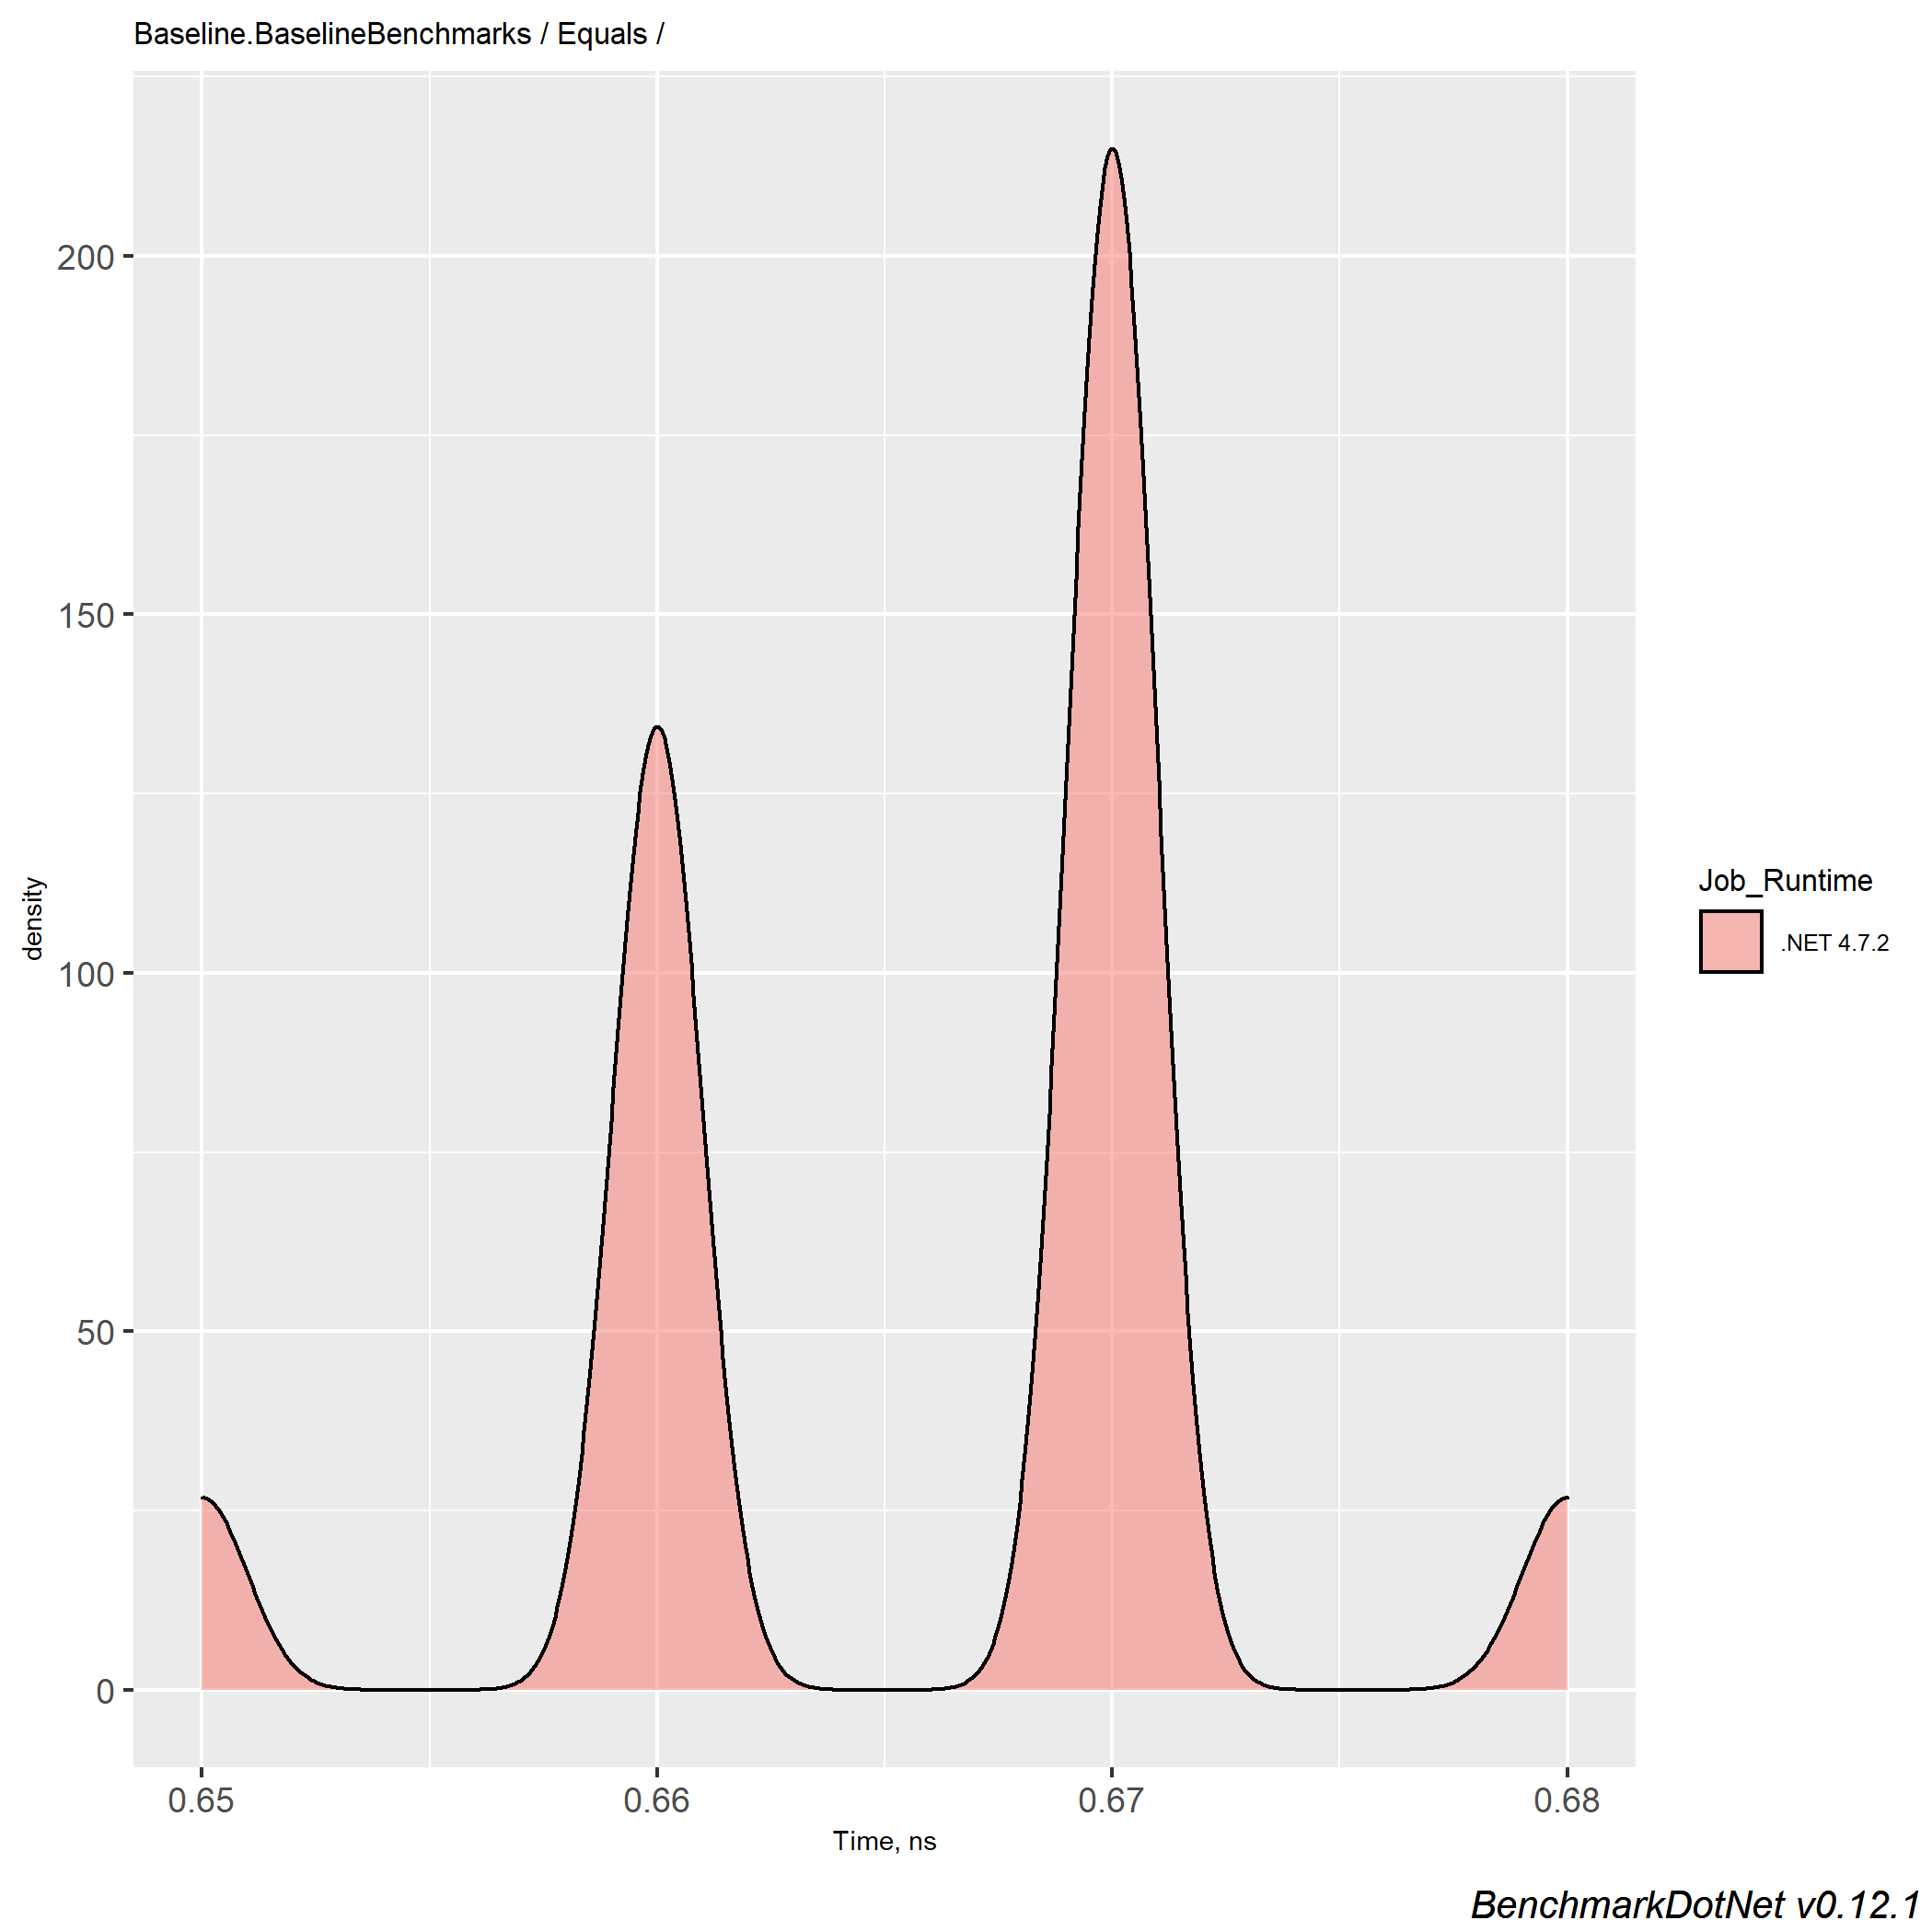 Baseline.BaselineBenchmarks / Equals /
200
150
100
50
0
density
0.65 0.66 0.67 0.68
Time, ns
Job_Runtime
.NET 4.7.2
BenchmarkDotNet v0.12.1